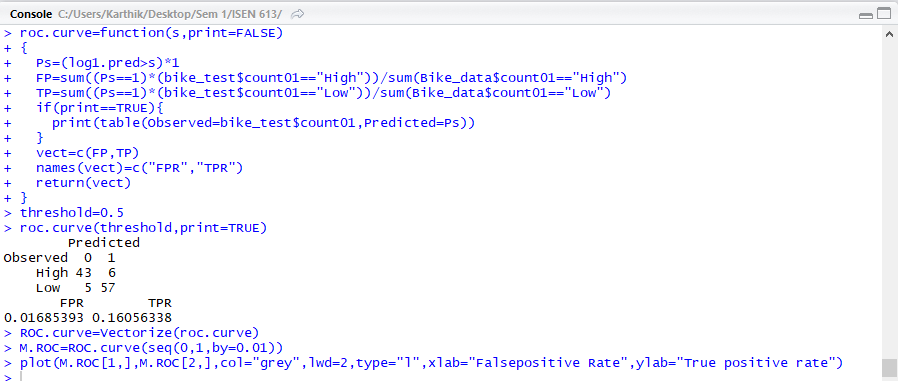 Console C:/Users/Karthik/Desktop/Sem 1/ISEN 613/
> roc.curve=function(s,print=FALSE)
+ {
+   Ps=(log1.pred>s)*1
+   FP=sum((Ps==1)*(bike_test$count01=="High"))/sum(Bike_data$count01=="High")
+   TP=sum((Ps==1)*(bike_test$count01=="Low"))/sum(Bike_data$count01=="Low")
+   if(print==TRUE){
+     print(table(Observed=bike_test$count01,Predicted=Ps))
+   }
+   vect=c(FP,TP)
+   names(vect)=c("FPR","TPR")
+   return(vect)
+ }
> threshold=0.5
> roc.curve(threshold,print=TRUE)
        Predicted
Observed  0  1
    High 43  6
    Low   5 57
       FPR        TPR
0.01685393 0.16056338
> ROC.curve=Vectorize(roc.curve)
> M.ROC=ROC.curve(seq(0,1,by=0.01))
> plot(M.ROC[1,],M.ROC[2,],col="grey",lwd=2,type="l",xlab="Falsepositive Rate",ylab="True positive rate")
>